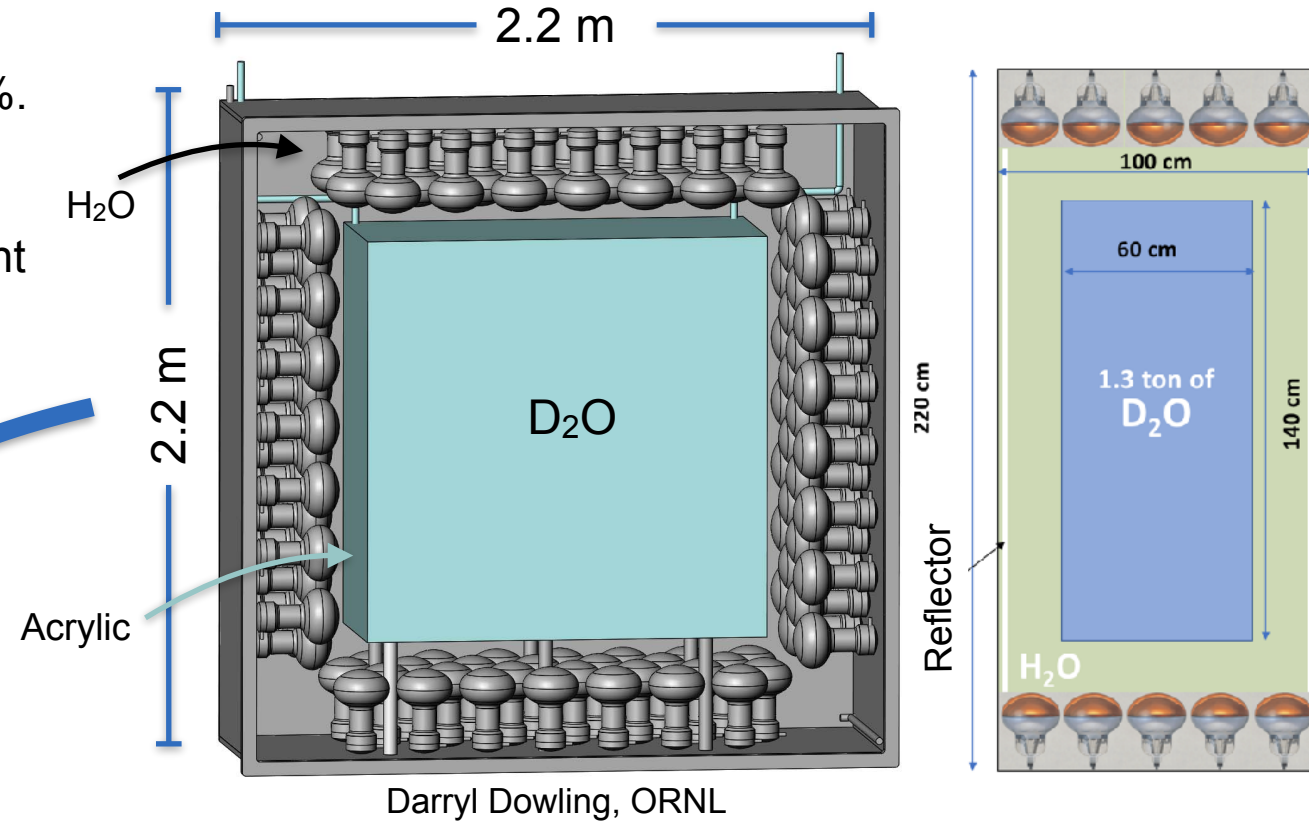 %.
nt
2.2 m
2.2 m
H₂O
D₂O
Acrylic
Darryl Dowling, ORNL
220 cm
Reflector
100 cm
60 cm
1.3 ton of
D₂O
140 cm
H₂O